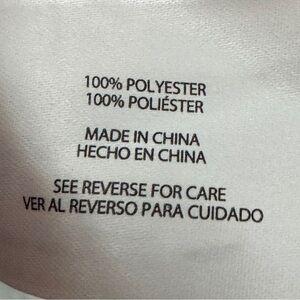 100% POLYESTER
100% POLIÉSTER
MADE IN CHINA
HECHO EN CHINA
SEE REVERSE FOR CARE
VER AL REVERSO PARA CUIDADO